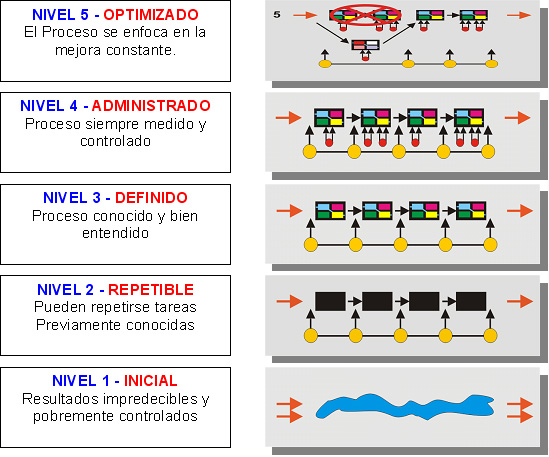 NIVEL 5 - OPTIMIZADO
El Proceso se enfoca en la
mejora constante.
5
NIVEL 4 - ADMINISTRADO
Proceso siempre medido y
controlado
NIVEL 3 - DEFINIDO
Proceso conocido y bien
entendido
NIVEL 2 - REPETIBLE
Pueden repetirse tareas
Previamente conocidas
NIVEL 1 - INICIAL
Resultados impredecibles y
pobremente controlados